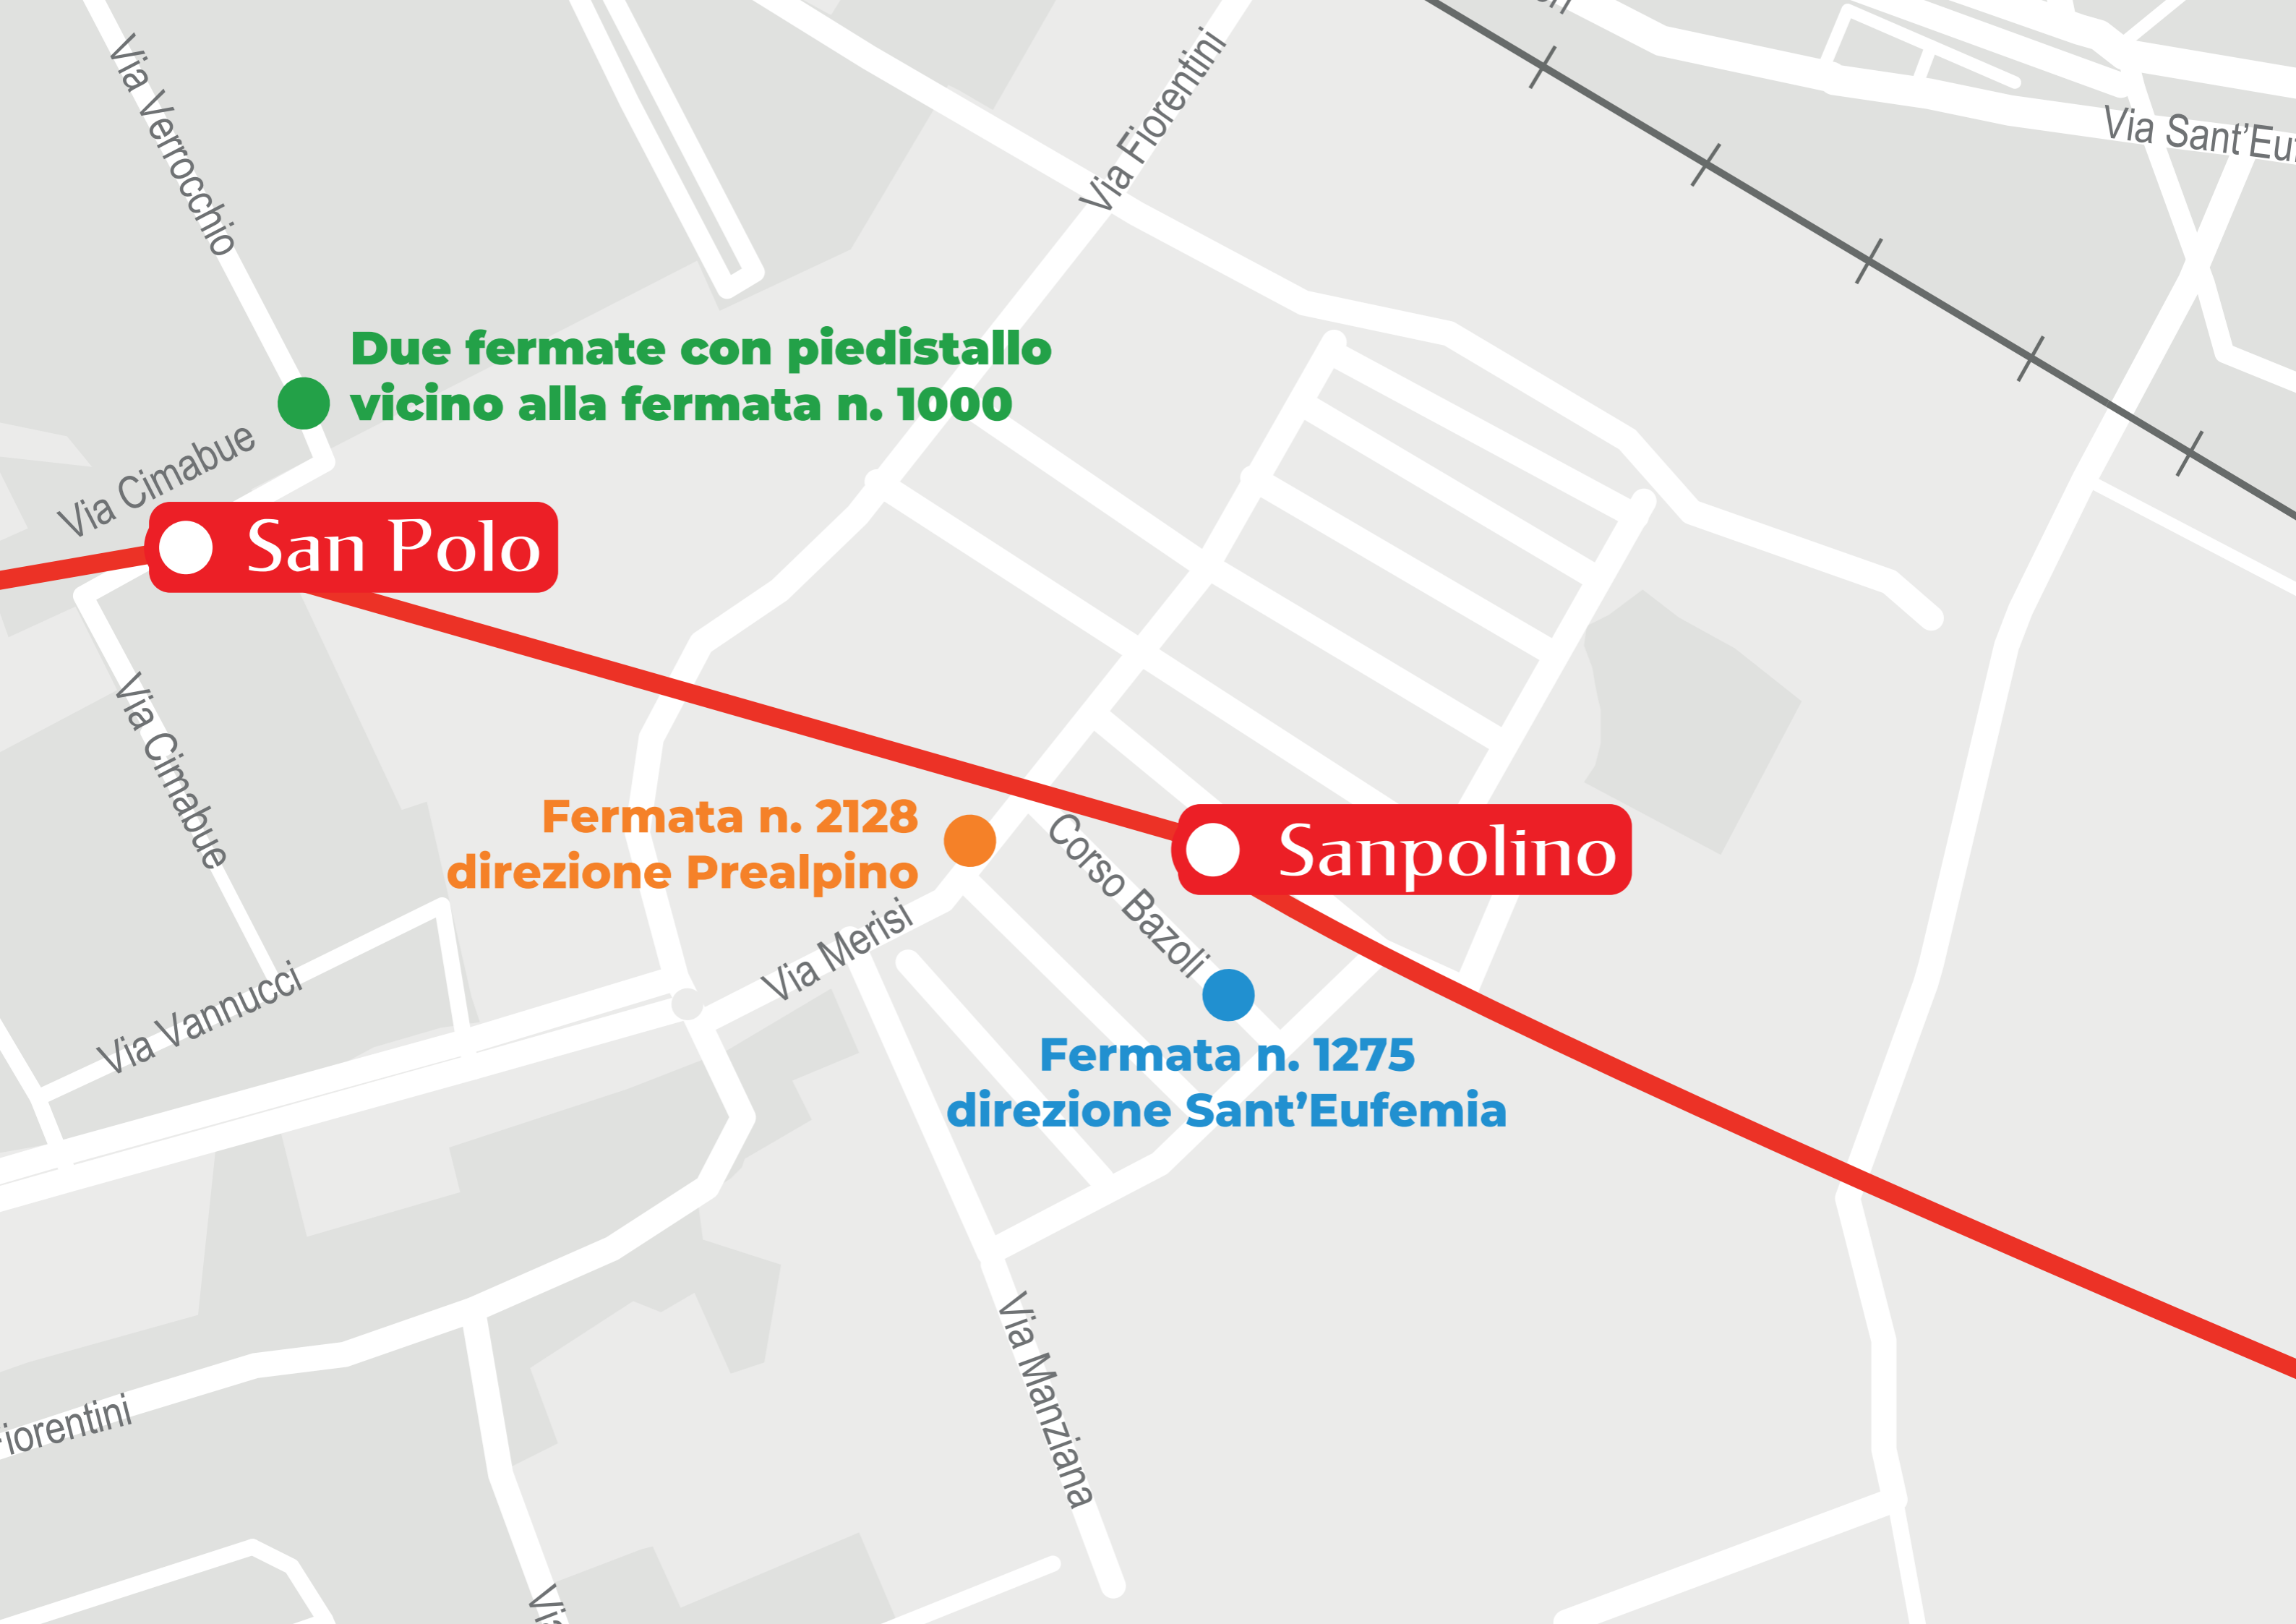 Via Verrocchio
Via Fiorentini
Via Sant'Eu
Due fermate con piedistallo
vicino alla fermata n. 1000
Via Cimabue
San Polo
Via Cimabue
Fermata n. 2128
direzione Prealpino
Sanpolino
Corso Bazoli
Via Merisi
Via Vannucci
Fermata n. 1275
direzione Sant'Eufemia
Via Manziana
iorentini